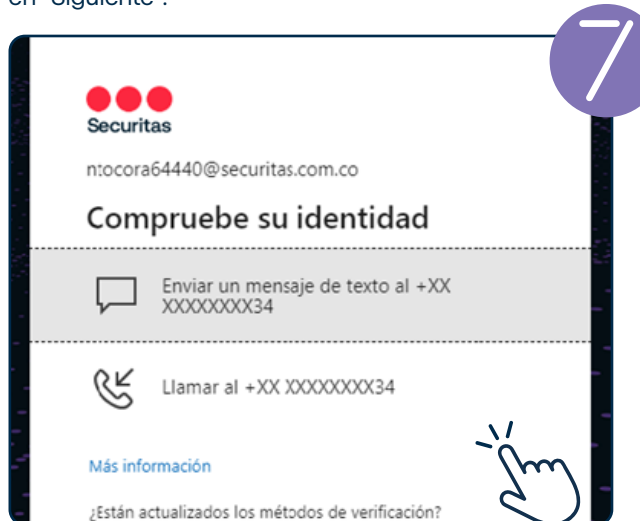 en "Siguiente".
7
Securitas
ntocora64440@securitas.com.co
Compruebe su identidad
Enviar un mensaje de texto al +XX
XXXXXXXX34
Llamar al +XX XXXXXXXX34
Más información
¿Están actualizados los métodos de verificación?